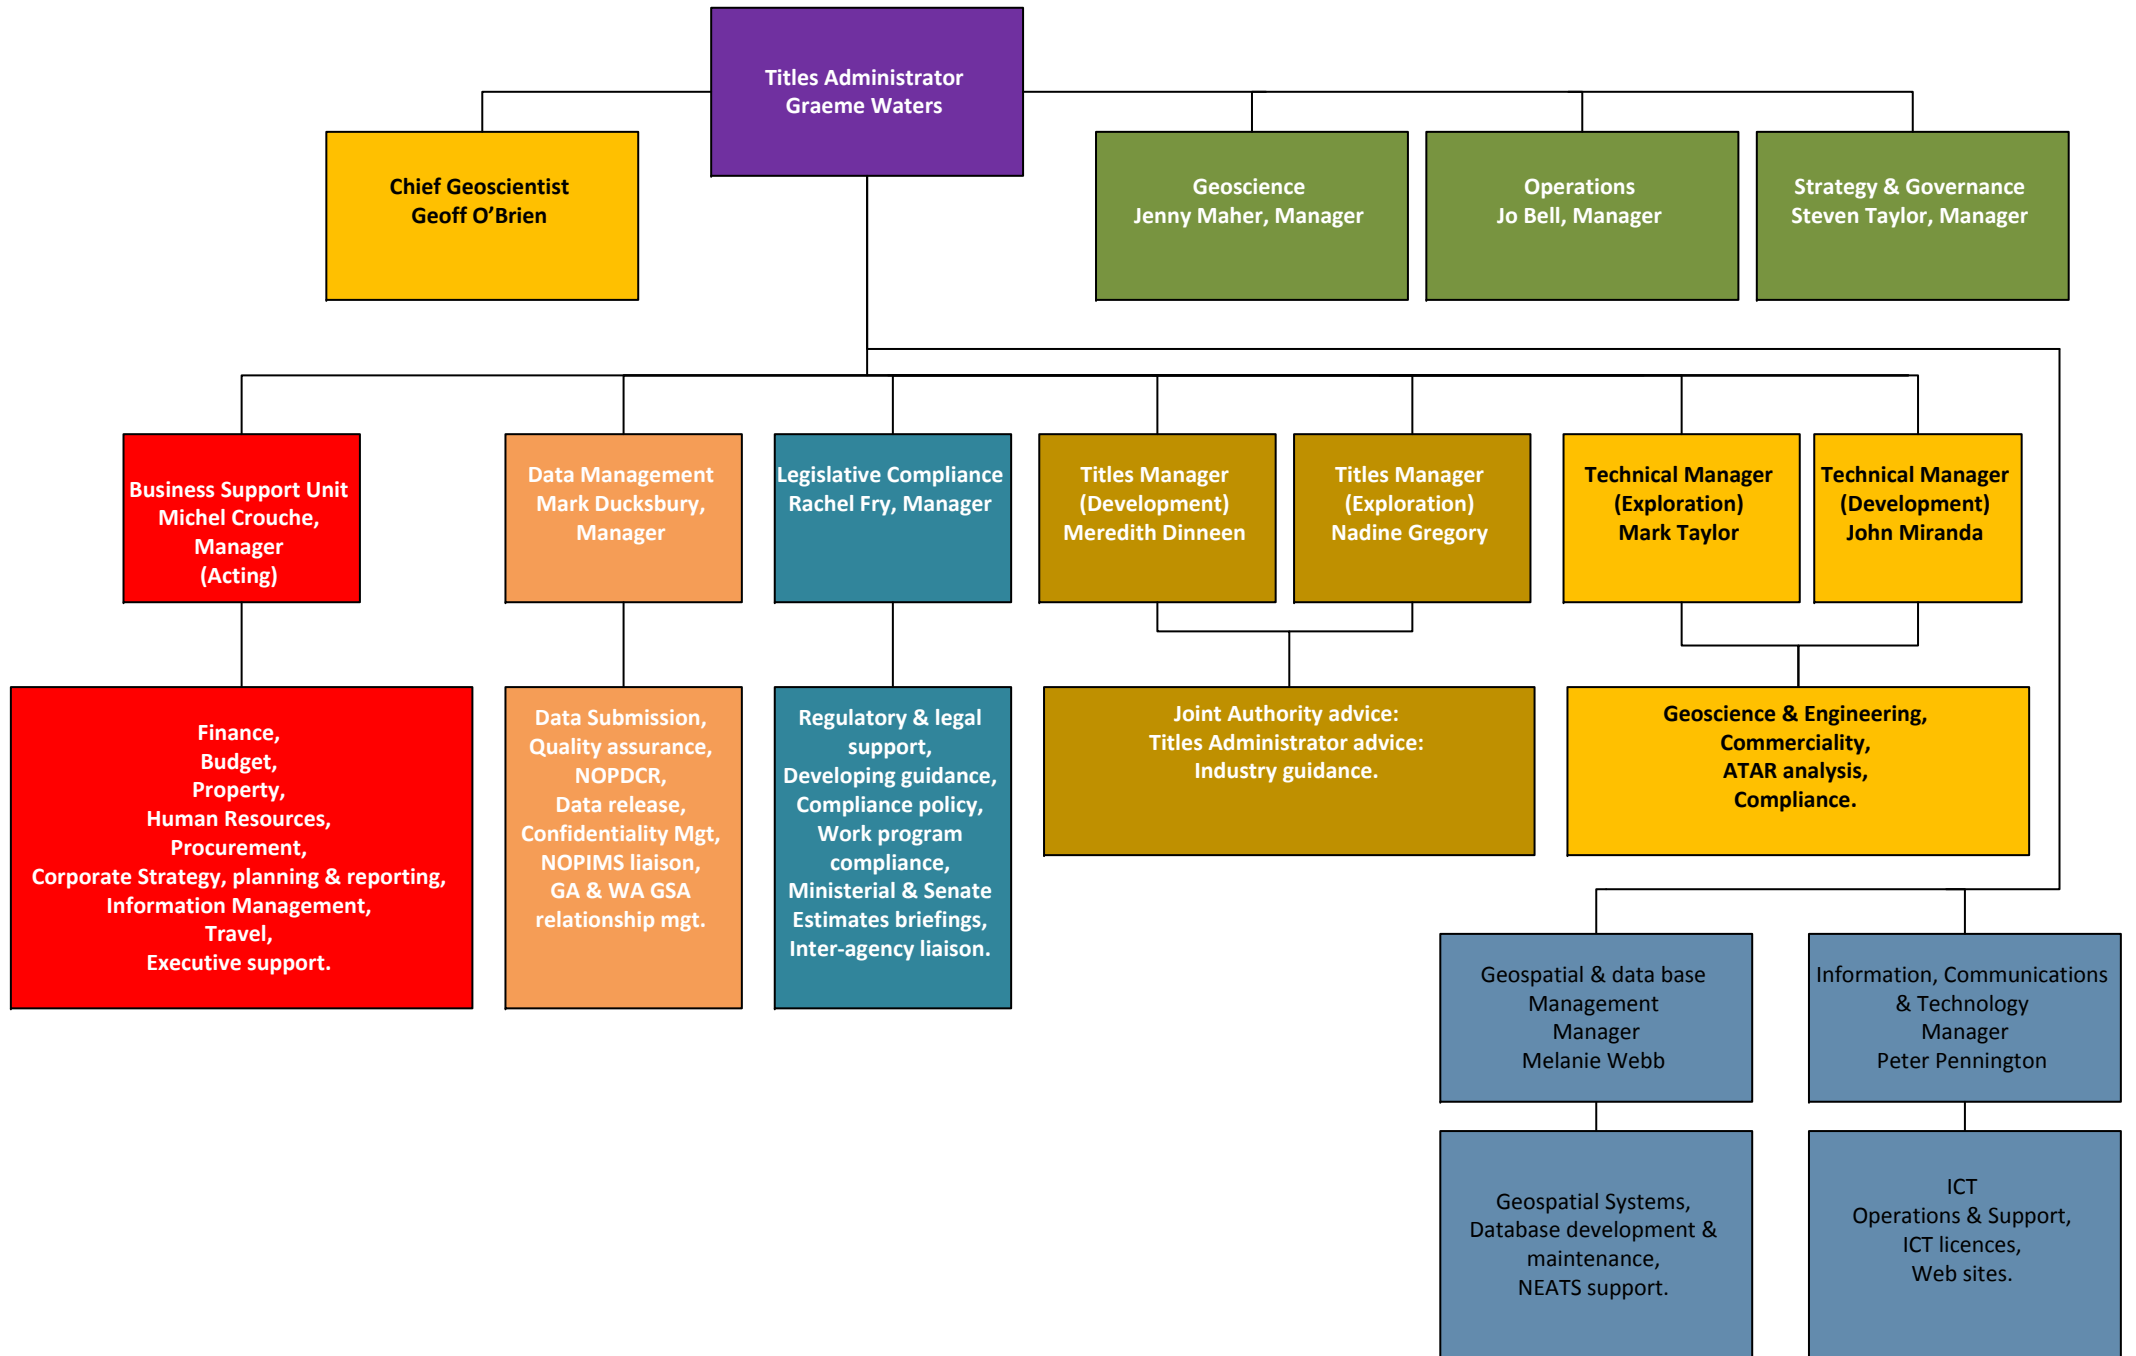 Titles Administrator
Graeme Waters
Chief Geoscientist
Geoff O’Brien
Geoscience
Jenny Maher, Manager
Operations
Jo Bell, Manager
Strategy & Governance
Steven Taylor, Manager
Business Support Unit
Michel Crouche,
Manager
(Acting)
Data Management
Mark Ducksbury,
Manager
Legislative Compliance
Rachel Fry, Manager
Titles Manager
(Development)
Meredith Dinneen
Titles Manager
(Exploration)
Nadine Gregory
Technical Manager
(Exploration)
Mark Taylor
Technical Manager
(Development)
John Miranda
Finance,
Budget,
Property,
Human Resources,
Procurement,
Corporate Strategy, planning & reporting,
Information Management,
Travel,
Executive support.
Data Submission,
Quality assurance,
NOPDCR,
Data release,
Confidentiality Mgt,
NOPIMS liaison,
GA & WA GSA
relationship mgt.
Regulatory & legal
support,
Developing guidance,
Compliance policy,
Work program
compliance,
Ministerial & Senate
Estimates briefings,
Inter-agency liaison.
Joint Authority advice:
Titles Administrator advice:
Industry guidance.
Geoscience & Engineering,
Commerciality,
ATAR analysis,
Compliance.
Geospatial & data base
Management
Manager
Melanie Webb
Information, Communications
& Technology
Manager
Peter Pennington
Geospatial Systems,
Database development &
maintenance,
NEATS support.
ICT
Operations & Support,
ICT licences,
Web sites.